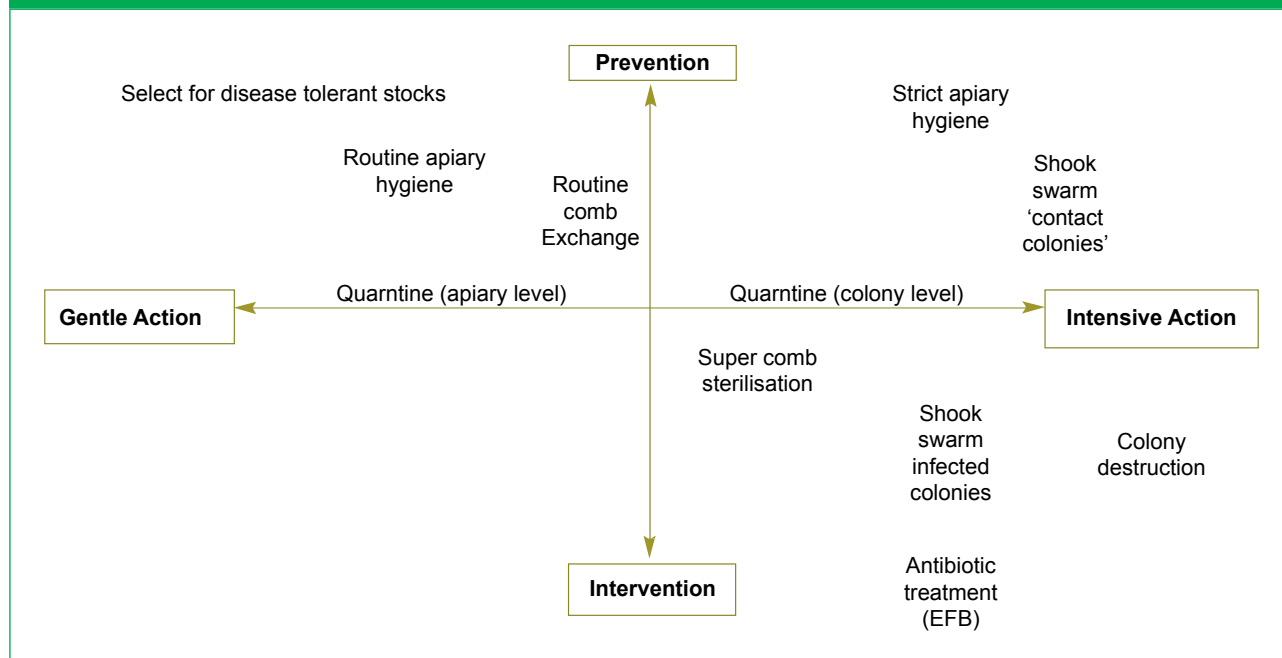 Prevention
Select for disease tolerant stocks
Strict apiary
hygiene
Routine apiary
hygiene
Routine
comb
Exchange
Shook
swarm
‘contact
colonies’
Gentle Action
Quarntine (apiary level)
Quarntine (colony level)
Intensive Action
Super comb
sterilisation
Shook
swarm
infected
colonies
Colony
destruction
Intervention
Antibiotic
treatment
(EFB)